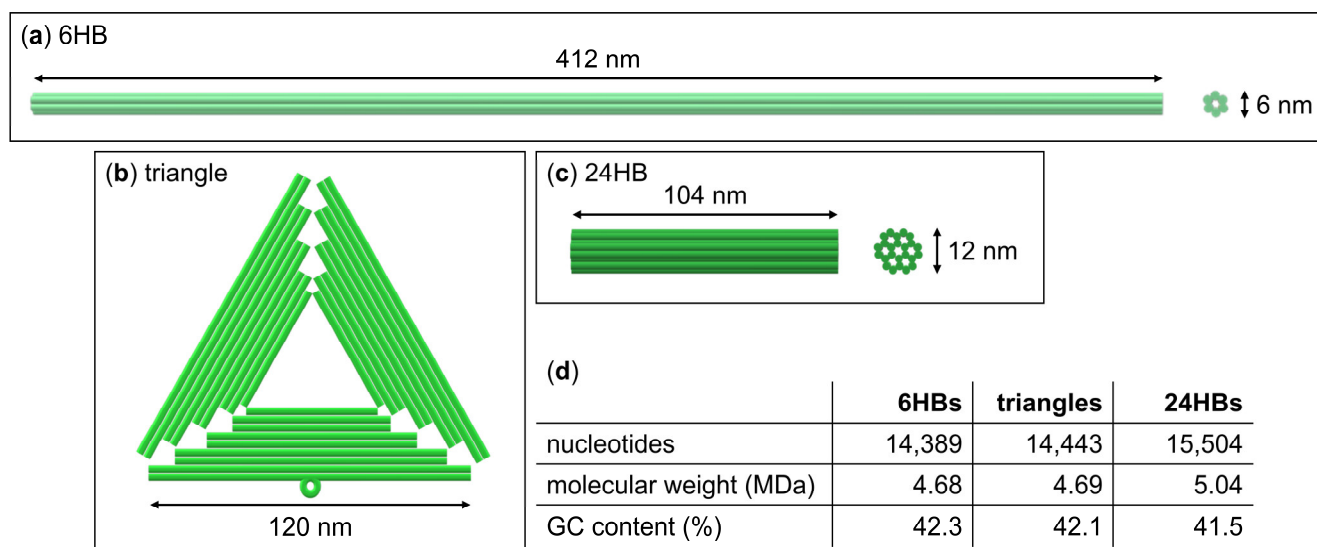 (a) 6HB
412 nm
6 nm
(b) triangle
120 nm
(c) 24HB
104 nm
12 nm
(d)
6HBs triangles 24HBs
nucleotides 14,389 14,443 15,504
molecular weight (MDa) 4.68 4.69 5.04
GC content (%) 42.3 42.1 41.5